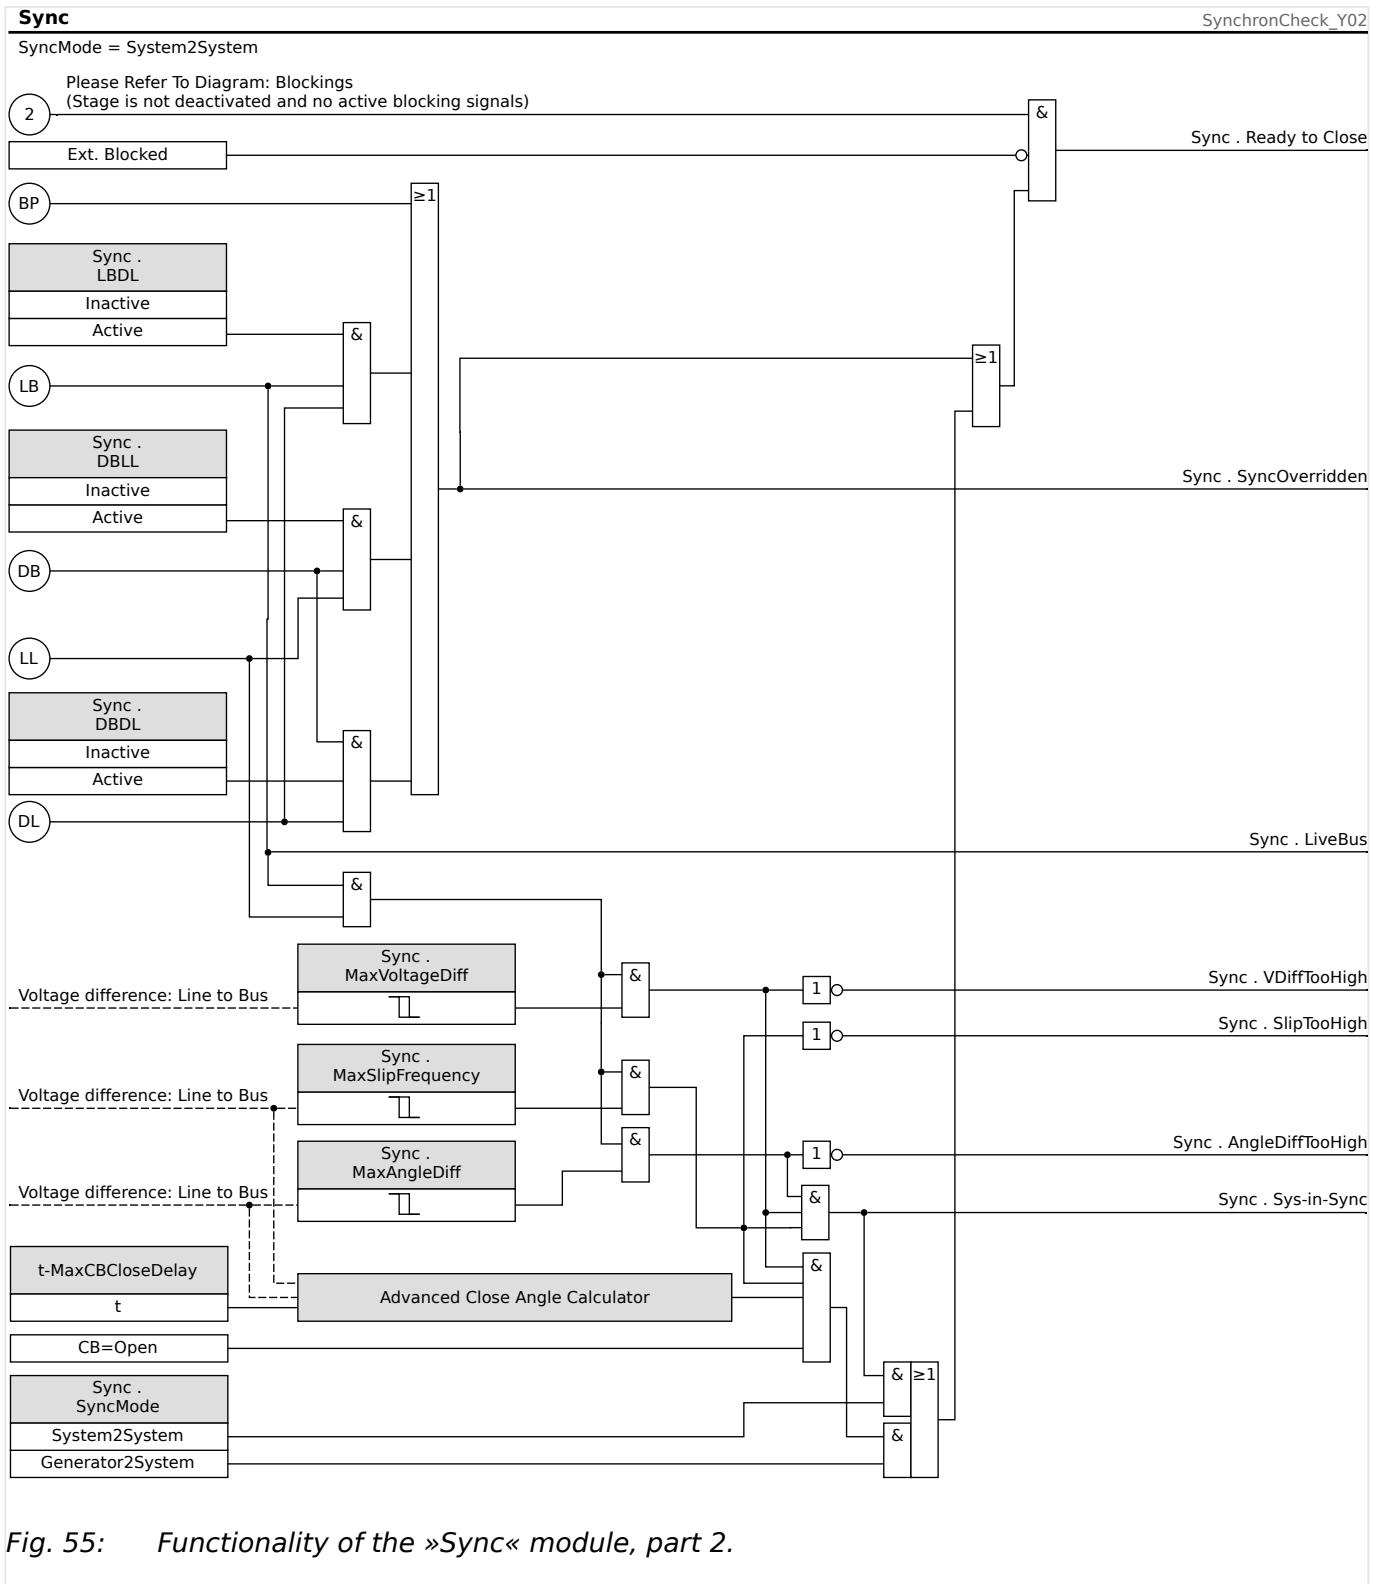 Sync
SynchronCheck_Y02
SyncMode = System2System
Please Refer To Diagram: Blockings
(Stage is not deactivated and no active blocking signals)
2
&
Ext. Blocked
Sync . Ready to Close
BP
≥1
Sync .
LBDL
Inactive
Active
&
≥1
LB
Sync .
DBLL
Inactive
Active
&
Sync . SyncOverridden
DB
LL
Sync .
DBDL
Inactive
Active
&
DL
Sync . LiveBus
&
Sync .
MaxVoltageDiff
Voltage difference: Line to Bus
&
1
Sync . VDiffTooHigh
1
Sync . SlipTooHigh
Sync .
MaxSlipFrequency
Voltage difference: Line to Bus
&
Sync .
MaxAngleDiff
Voltage difference: Line to Bus
&
1
Sync . AngleDiffTooHigh
&
Sync . Sys-in-Sync
t-MaxCBCloseDelay
t
Advanced Close Angle Calculator
&
CB=Open
Sync .
SyncMode
System2System
Generator2System
&
≥1
&
Fig. 55: Functionality of the »Sync« module, part 2.